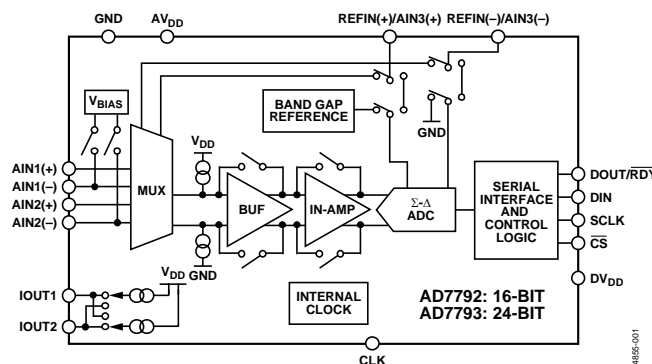 GND
AVDD
REFIN(+)/AIN3(+)
REFIN(–)/AIN3(–)
VBIAS
BAND GAP
REFERENCE
GND
VDD
AIN1(+)
AIN1(–)
AIN2(+)
AIN2(–)
MUX
BUF
IN-AMP
Σ-Δ
ADC
SERIAL
INTERFACE
AND
CONTROL
LOGIC
DOUT/RDY
DIN
SCLK
CS
GND
VDD
DVDD
IOUT1
IOUT2
INTERNAL
CLOCK
AD7792: 16-BIT
AD7793: 24-BIT
CLK
4855-001